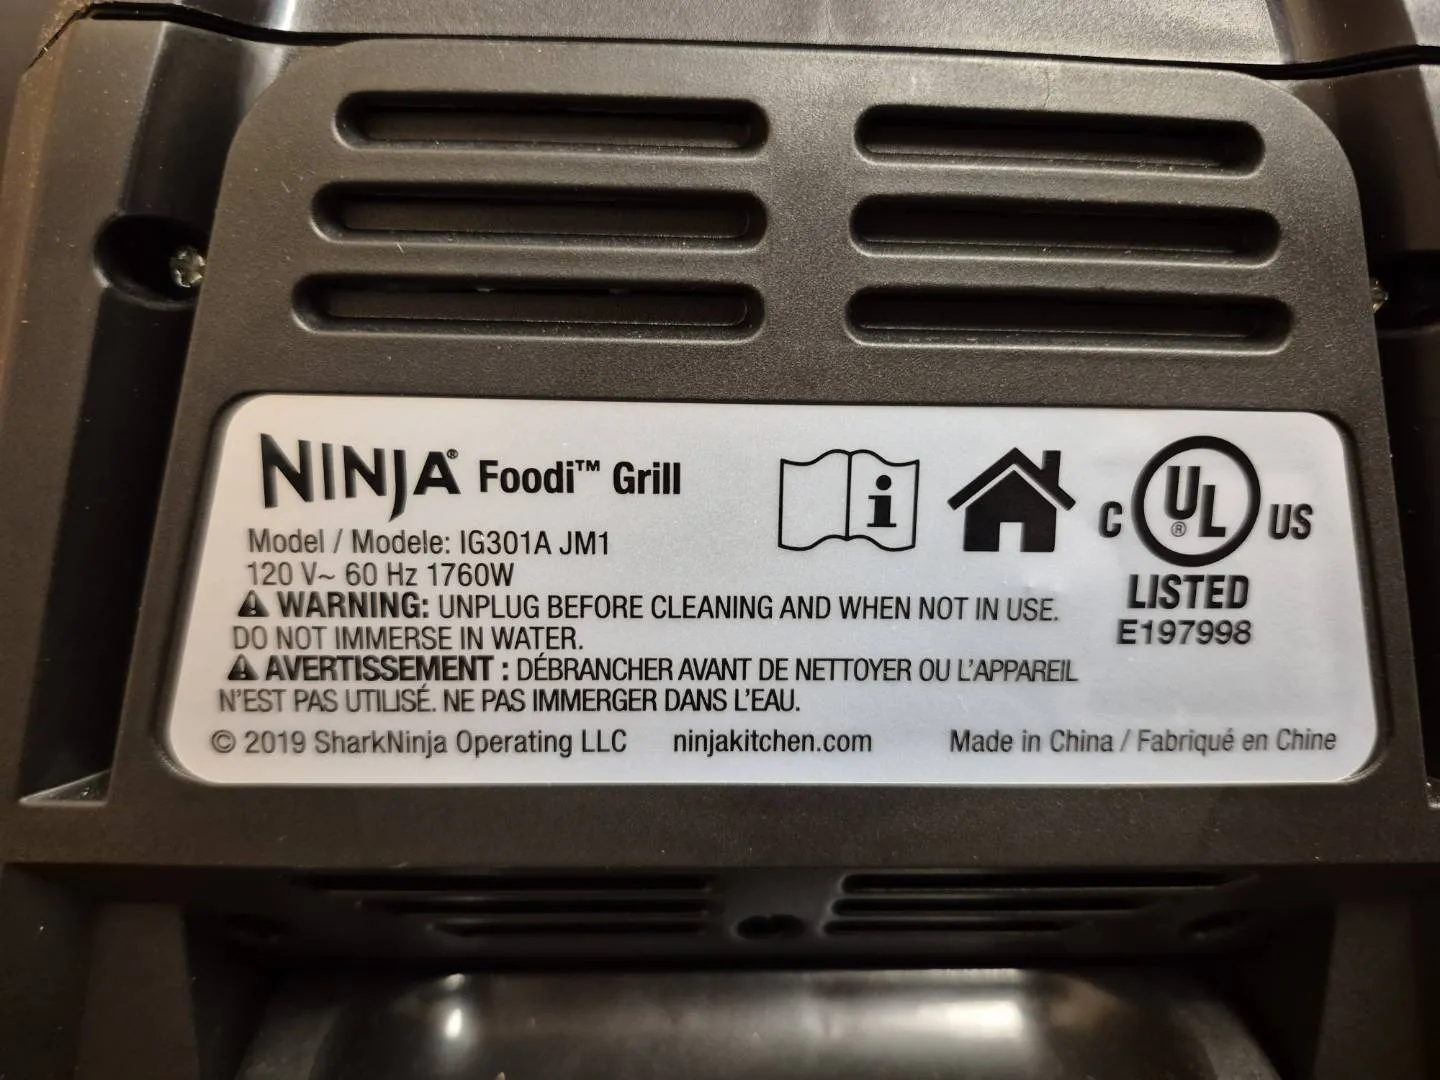 NINJA® Foodi™ Grill
Model / Modele: IG301A JM1
120 V~ 60 Hz 1760W
⚠ WARNING: UNPLUG BEFORE CLEANING AND WHEN NOT IN USE.
DO NOT IMMERSE IN WATER.
⚠ AVERTISSEMENT : DÉBRANCHER AVANT DE NETTOYER OU L'APPAREIL
N'EST PAS UTILISÉ. NE PAS IMMERGER DANS L'EAU.
© 2019 SharkNinja Operating LLC ninjakitchen.com Made in China / Fabriqué en Chine
i
C UL® US
LISTED
E197998